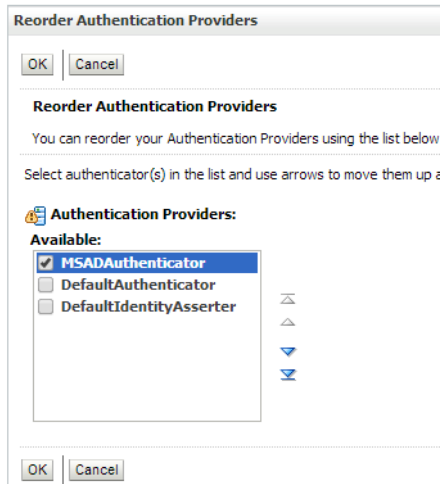 Reorder Authentication Providers
OK Cancel
Reorder Authentication Providers
You can reorder your Authentication Providers using the list below
Select authenticator(s) in the list and use arrows to move them up a
Authentication Providers:
Available:
MSADAuthenticator
DefaultAuthenticator
DefaultIdentityAsserter
OK Cancel